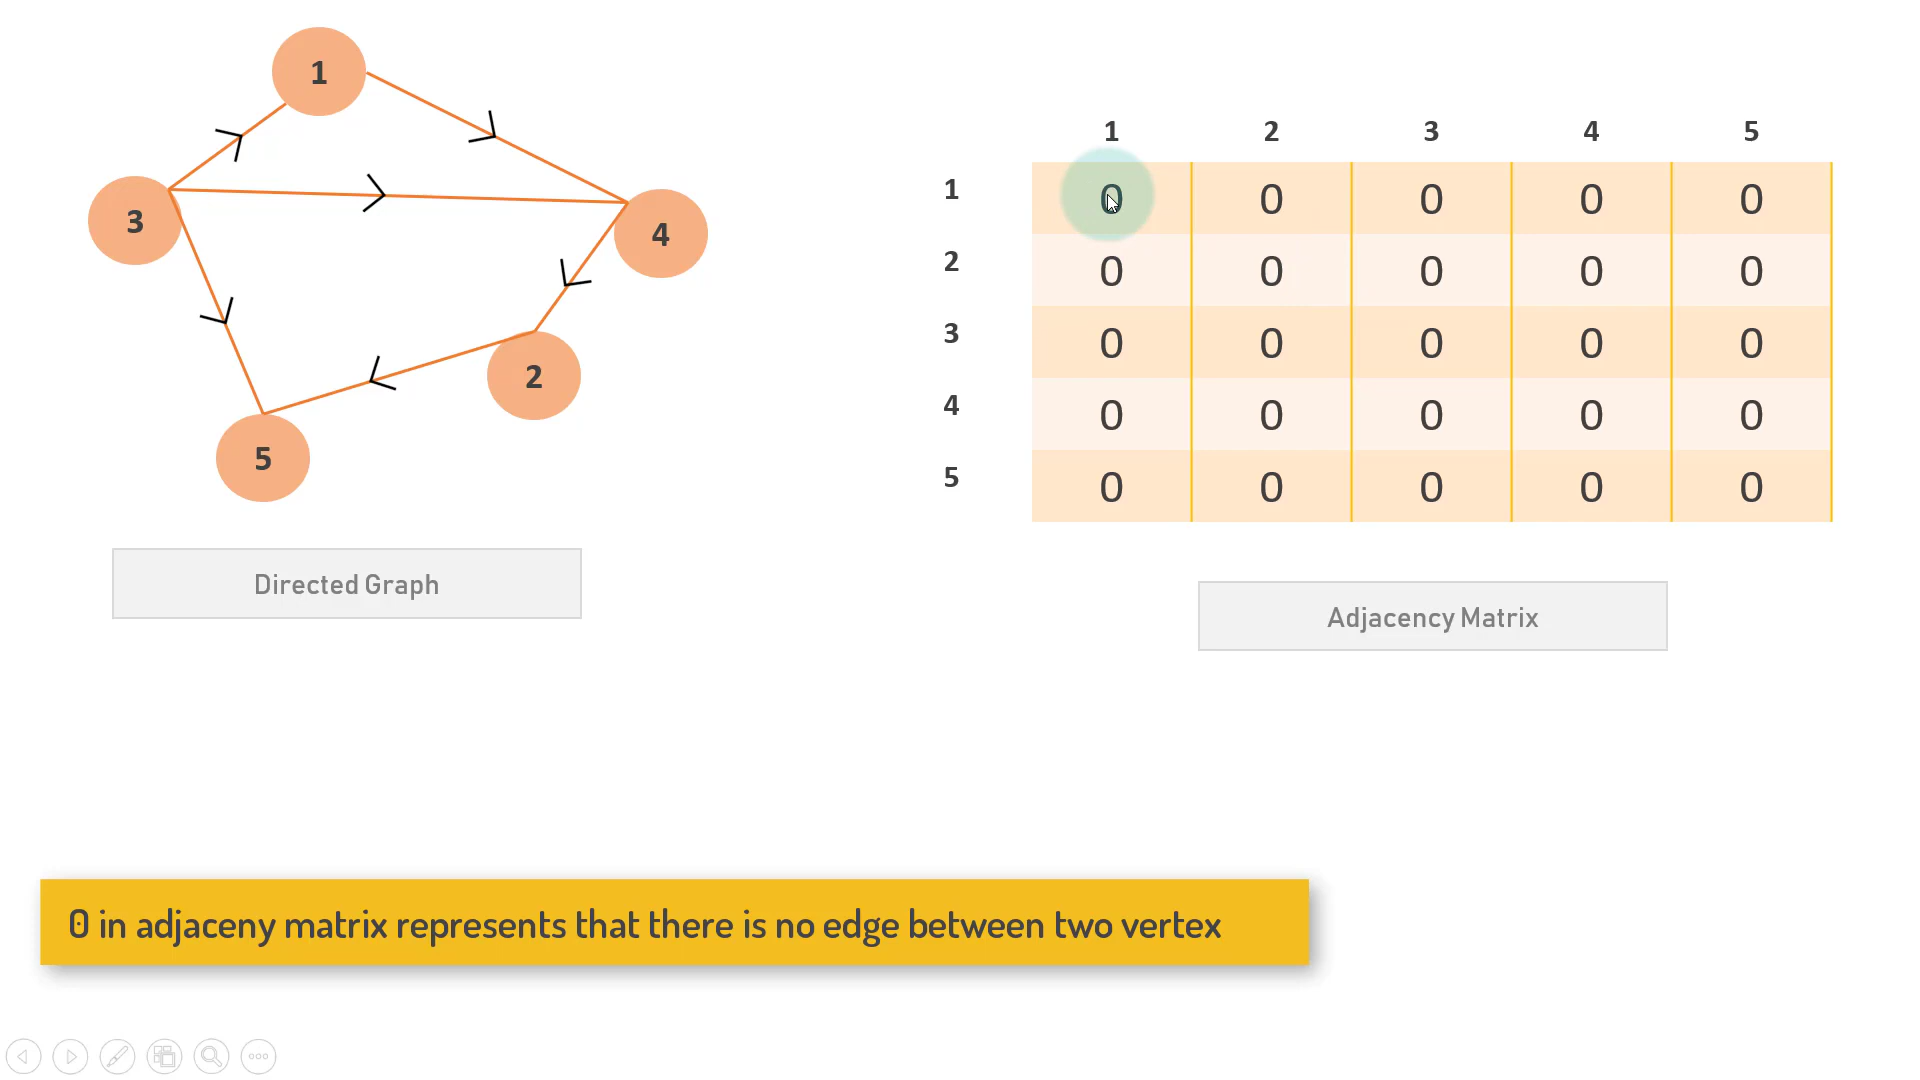 1
3
4
2
5
Directed Graph
1 2 3 4 5
1 0 0 0 0 0
2 0 0 0 0 0
3 0 0 0 0 0
4 0 0 0 0 0
5 0 0 0 0 0
Adjacency Matrix
0 in adjaceny matrix represents that there is no edge between two vertex